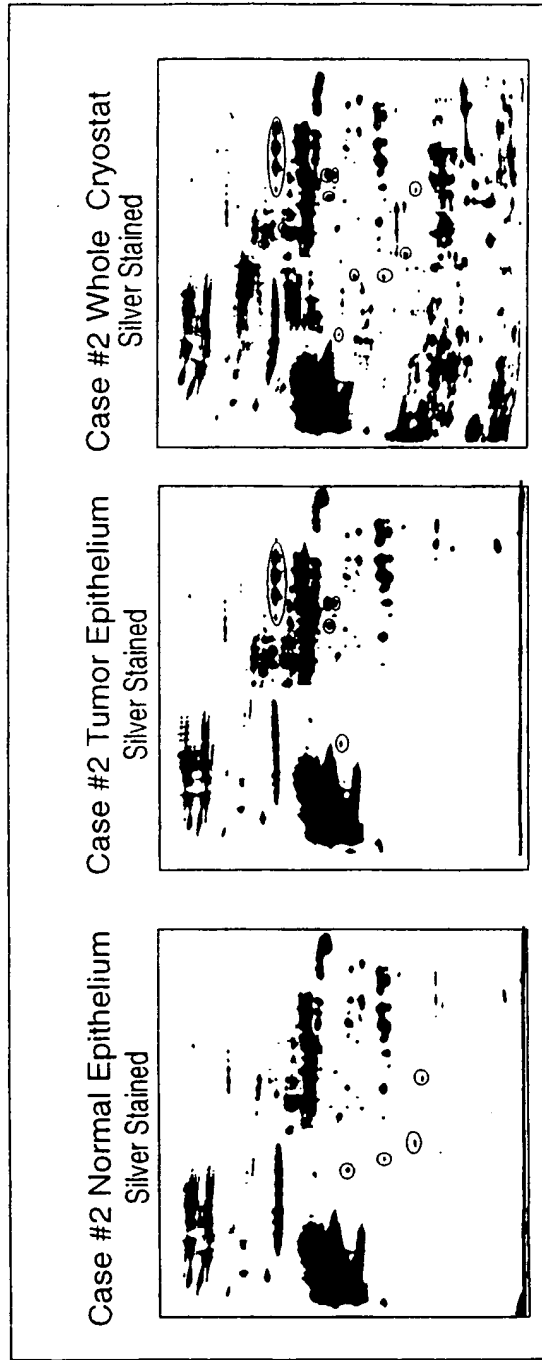 Case #2 Normal Epithelium
Silver Stained
Case #2 Tumor Epithelium
Silver Stained
Case #2 Whole Cryostat
Silver Stained